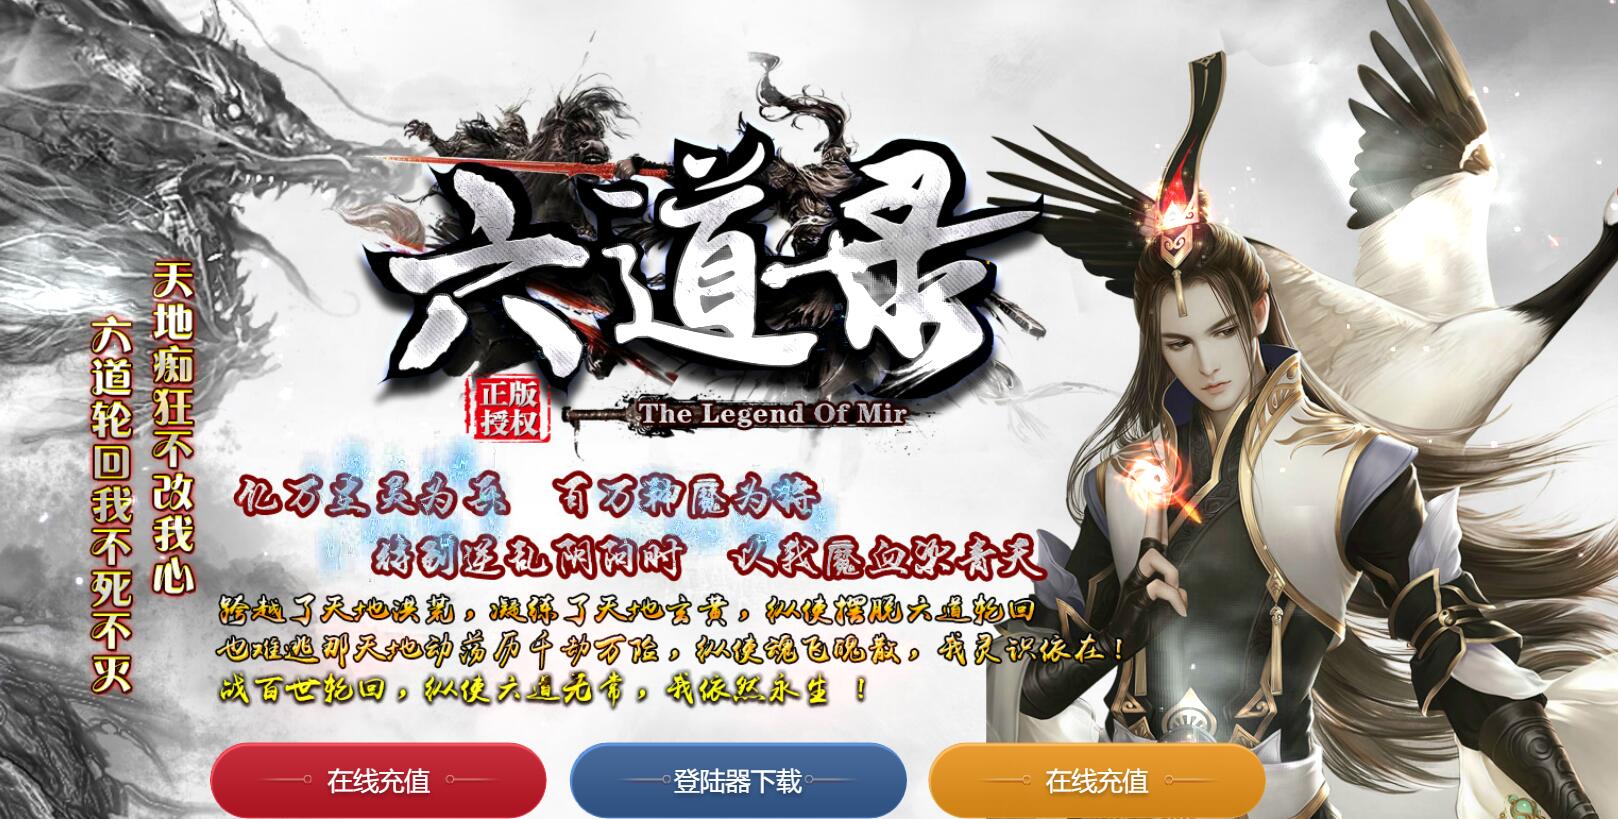 六道录
正版
授权
The Legend Of Mir
天地痴狂不改我心
六道轮回我不死不灭
亿万生灵为兵 百万神魔为将
待到逆乱阴阳时 以我魔血染青天
跨越了天地洪荒，凝练了天地玄黄，纵使摆脱六道轮回
也难逃那天地动荡历千劫万险，纵使魂飞魄散，我灵识依在！
战百世轮回，纵使六道无常，我依然永生 ！
在线充值
登陆器下载
在线充值